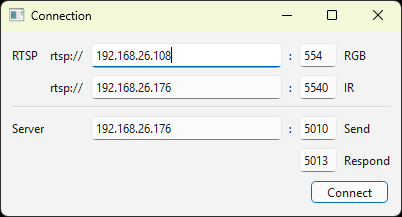 Connection
RTSP rtsp:// 192.168.26.108 : 554 RGB
rtsp:// 192.168.26.176 : 5540 IR
Server 192.168.26.176 : 5010 Send
5013 Respond
Connect